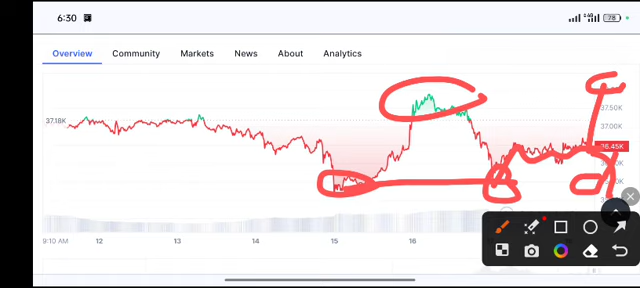 6:30
4G
78
Overview Community Markets News About Analytics
37.18K
37.50K
37.00K
36.45K
9:10 AM 12 13 14 15 16